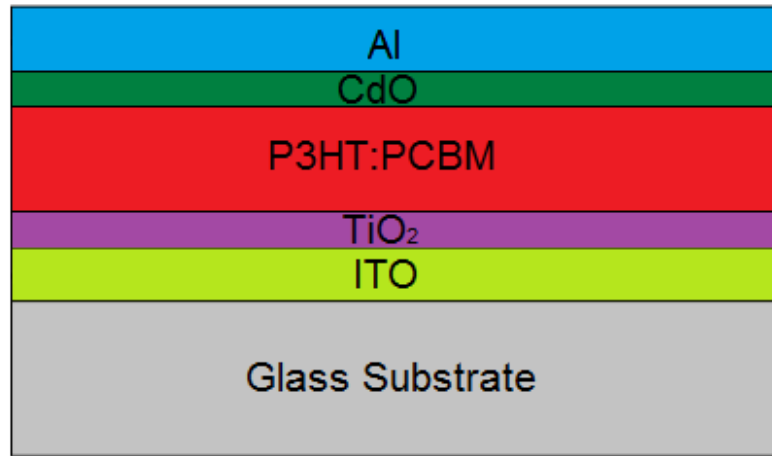 Al
CdO
P3HT:PCBM
TiO₂
ITO
Glass Substrate